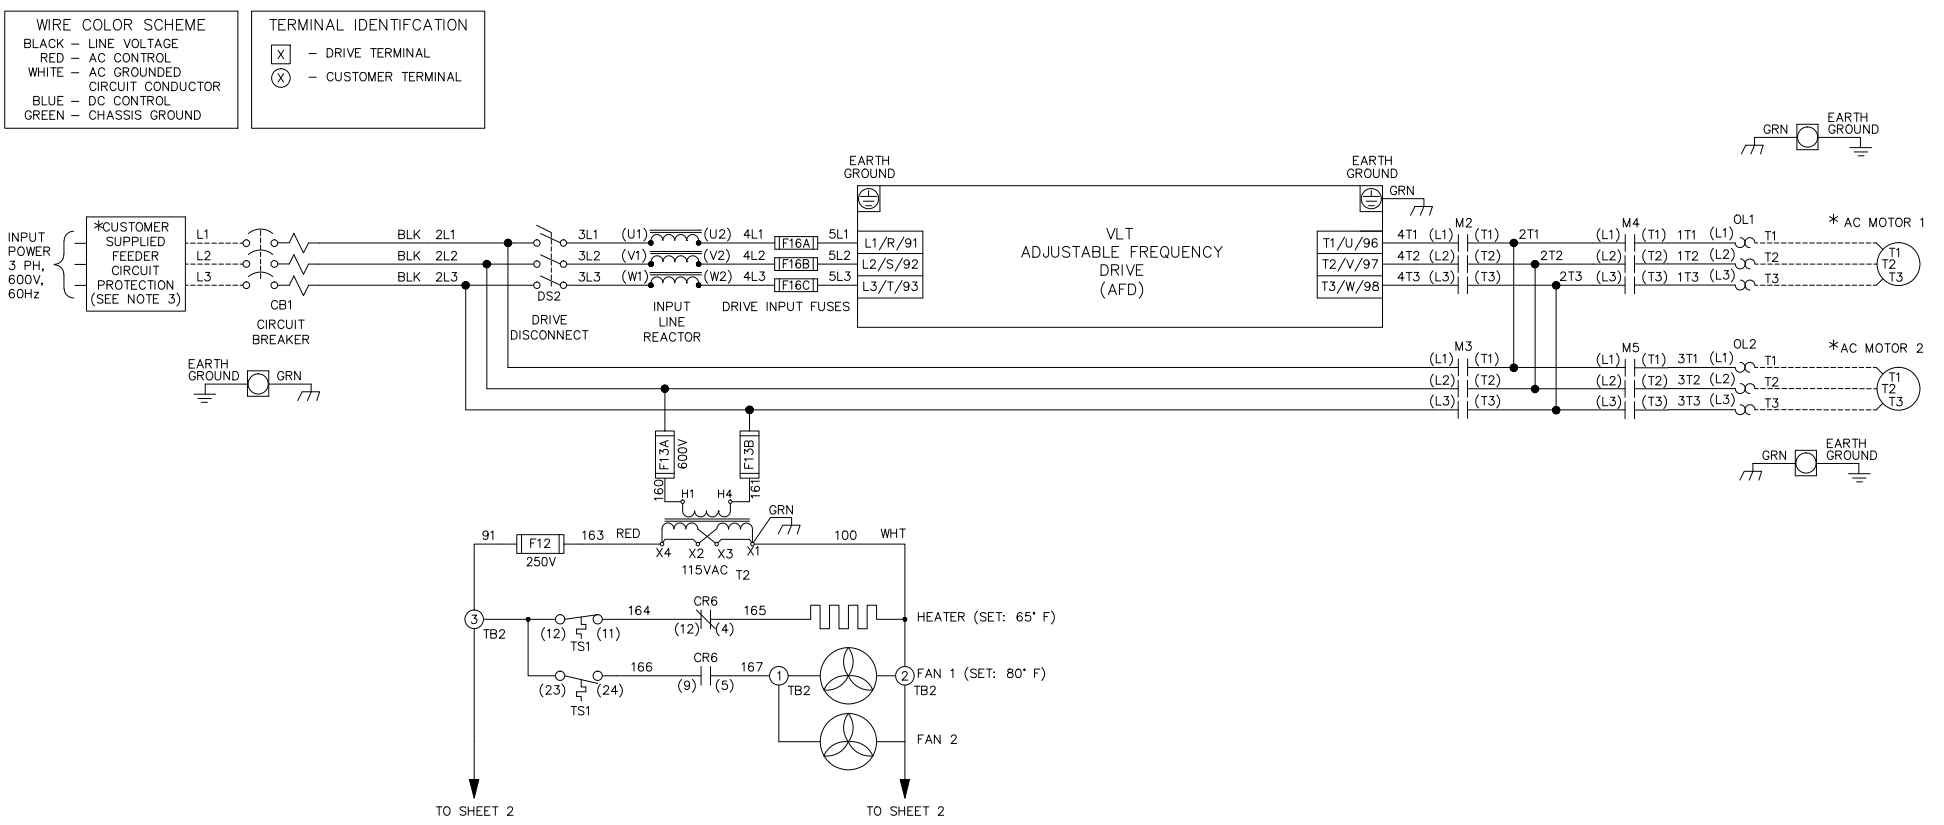 WIRE COLOR SCHEME
BLACK – LINE VOLTAGE
RED – AC CONTROL
WHITE – AC GROUNDED
CIRCUIT CONDUCTOR
BLUE – DC CONTROL
GREEN – CHASSIS GROUND
TERMINAL IDENTIFCATION
X – DRIVE TERMINAL
X – CUSTOMER TERMINAL
GRN
EARTH
GROUND
EARTH
GROUND
EARTH
GROUND
GRN
INPUT
POWER
3 PH,
600V,
60Hz
*CUSTOMER
SUPPLIED
FEEDER
CIRCUIT
PROTECTION
(SEE NOTE 3)
L1
L2
L3
CB1
CIRCUIT
BREAKER
BLK 2L1
BLK 2L2
BLK 2L3
DS2
DRIVE
DISCONNECT
3L1 (U1) (U2) 4L1 F16A 5L1
3L2 (V1) (V2) 4L2 F16B 5L2
3L3 (W1) (W2) 4L3 F16C 5L3
INPUT
LINE
REACTOR
DRIVE INPUT FUSES
L1/R/91
L2/S/92
L3/T/93
VLT
ADJUSTABLE FREQUENCY
DRIVE
(AFD)
T1/U/96
T2/V/97
T3/W/98
M2 M4 OL1
* AC MOTOR 1
4T1 (L1) (T1) 2T1 (L1) (T1) 1T1 (L1) T1
4T2 (L2) (T2) 2T2 (L2) (T2) 1T2 (L2) T2
4T3 (L3) (T3) 2T3 (L3) (T3) 1T3 (L3) T3
T1
T2
T3
M3 M5 OL2
*AC MOTOR 2
(L1) (T1) (L1) (T1) 3T1 (L1) T1
(L2) (T2) (L2) (T2) 3T2 (L2) T2
(L3) (T3) (L3) (T3) 3T3 (L3) T3
T1
T2
T3
EARTH
GROUND
GRN
GRN
EARTH
GROUND
F13A
600V
F13B
160
161
H1 H4
GRN
91 F12 163 RED
250V
X4 X2 X3 X1
115VAC T2
100 WHT
3
TB2
(12) (11)
TS1
164
CR6
(12) (4)
165
HEATER (SET: 65° F)
(23) (24)
TS1
166
CR6
(9) (5)
167
1
TB2
2
TB2
FAN 1 (SET: 80° F)
FAN 2
TO SHEET 2
TO SHEET 2